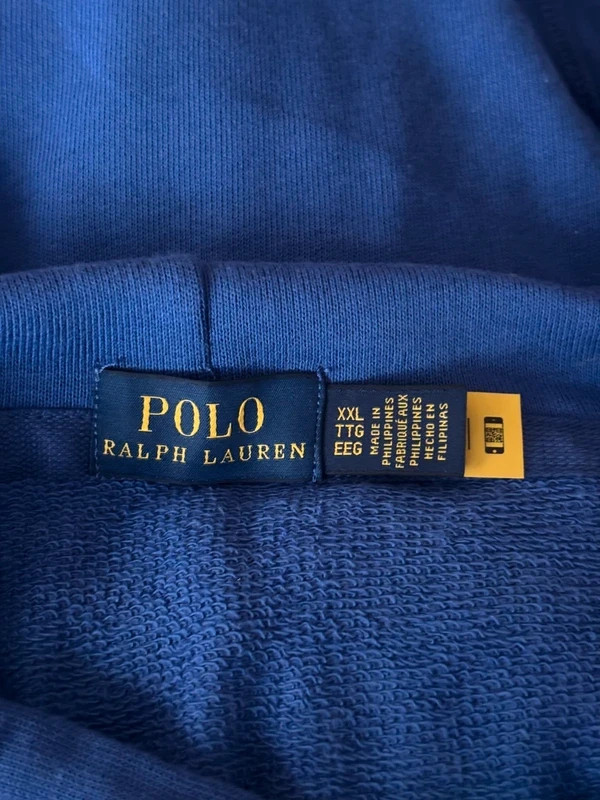 POLO
RALPH LAUREN
XXL
TTG
EEG
MADE IN
PHILIPPINES
FABRIQUÉ AUX
PHILIPPINES
HECHO EN
FILIPINAS